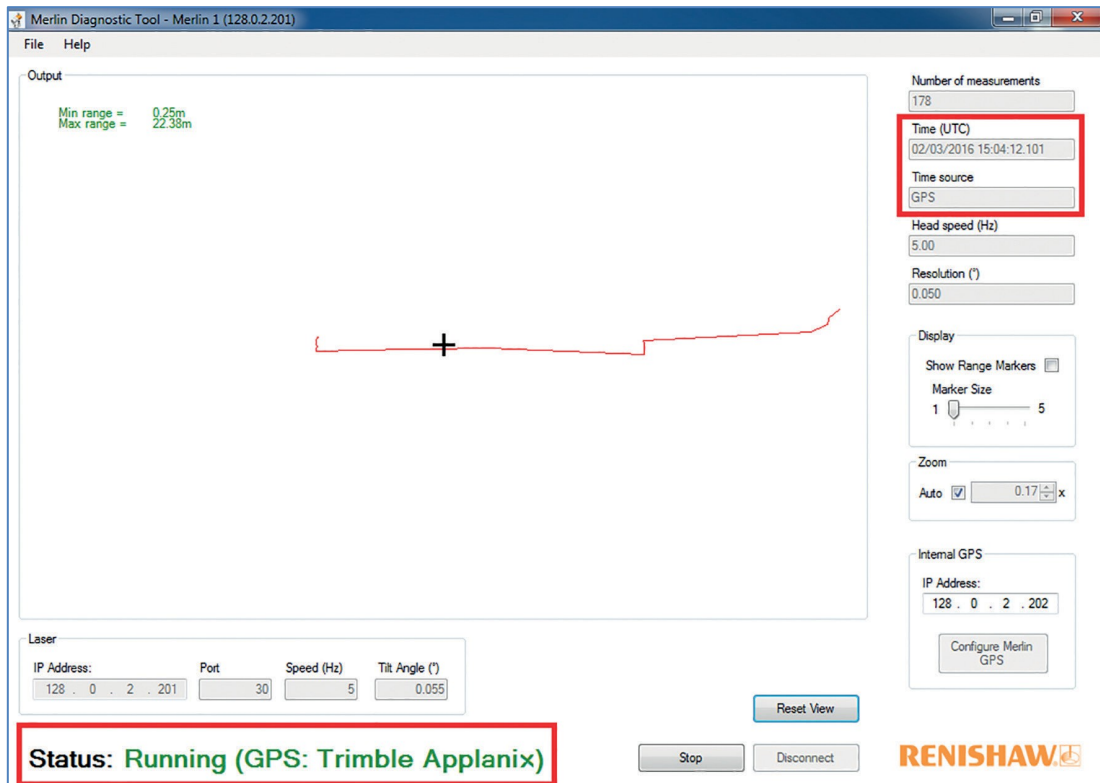 Merlin Diagnostic Tool - Merlin 1 (128.0.2.201)
File Help
Output
Min range = 0.25m
Max range = 22.38m
Number of measurements
178
Time (UTC)
02/03/2016 15:04:12.101
Time source
GPS
Head speed (Hz)
5.00
Resolution (°)
0.050
Display
Show Range Markers
Marker Size
1 5
Zoom
Auto 0.17 x
Internal GPS
IP Address:
128 . 0 . 2 . 202
Configure Merlin
GPS
Laser
IP Address: Port Speed (Hz) Tilt Angle (°)
128 . 0 . 2 . 201 30 5 0.055
Reset View
Status: Running (GPS: Trimble Applanix)
Stop Disconnect
RENISHAW